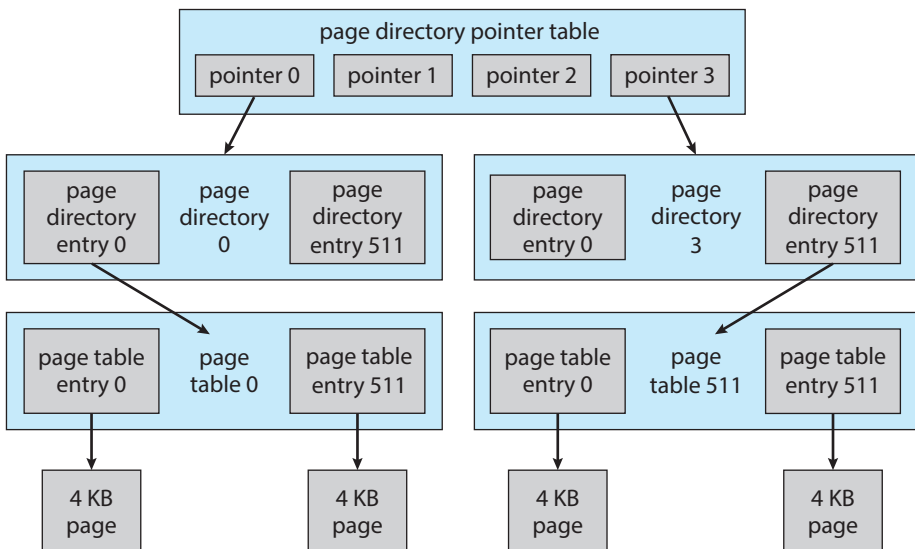 page directory pointer table
pointer 0
pointer 1
pointer 2
pointer 3
page
directory
entry 0
page
directory
0
page
directory
entry 511
page
directory
entry 0
page
directory
3
page
directory
entry 511
page table
entry 0
page
table 0
page table
entry 511
page table
entry 0
page
table 511
page table
entry 511
4 KB
page
4 KB
page
4 KB
page
4 KB
page